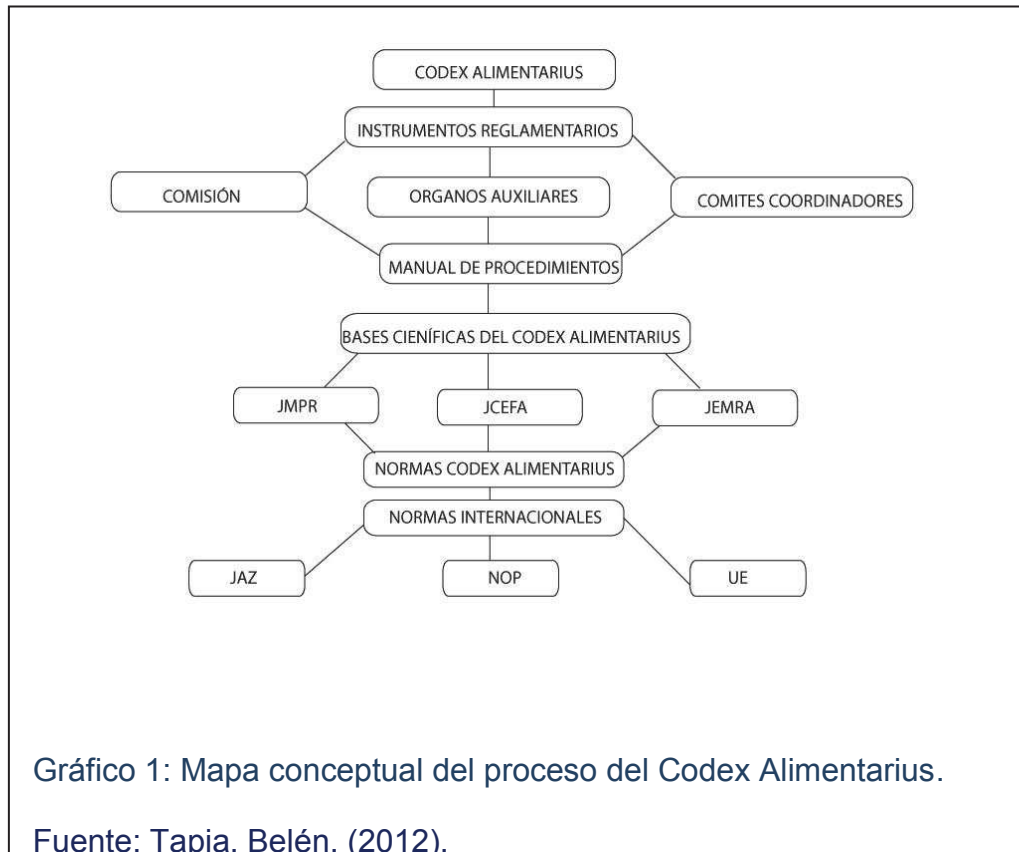 CODEX ALIMENTARIUS
INSTRUMENTOS REGLAMENTARIOS
COMISIÓN
ORGANOS AUXILIARES
COMITES COORDINADORES
MANUAL DE PROCEDIMIENTOS
BASES CIENÍFICAS DEL CODEX ALIMENTARIUS
JMPR
JCEFA
JEMRA
NORMAS CODEX ALIMENTARIUS
NORMAS INTERNACIONALES
JAZ
NOP
UE
Gráfico 1: Mapa conceptual del proceso del Codex Alimentarius.
Fuente: Tapia, Belén, (2012).